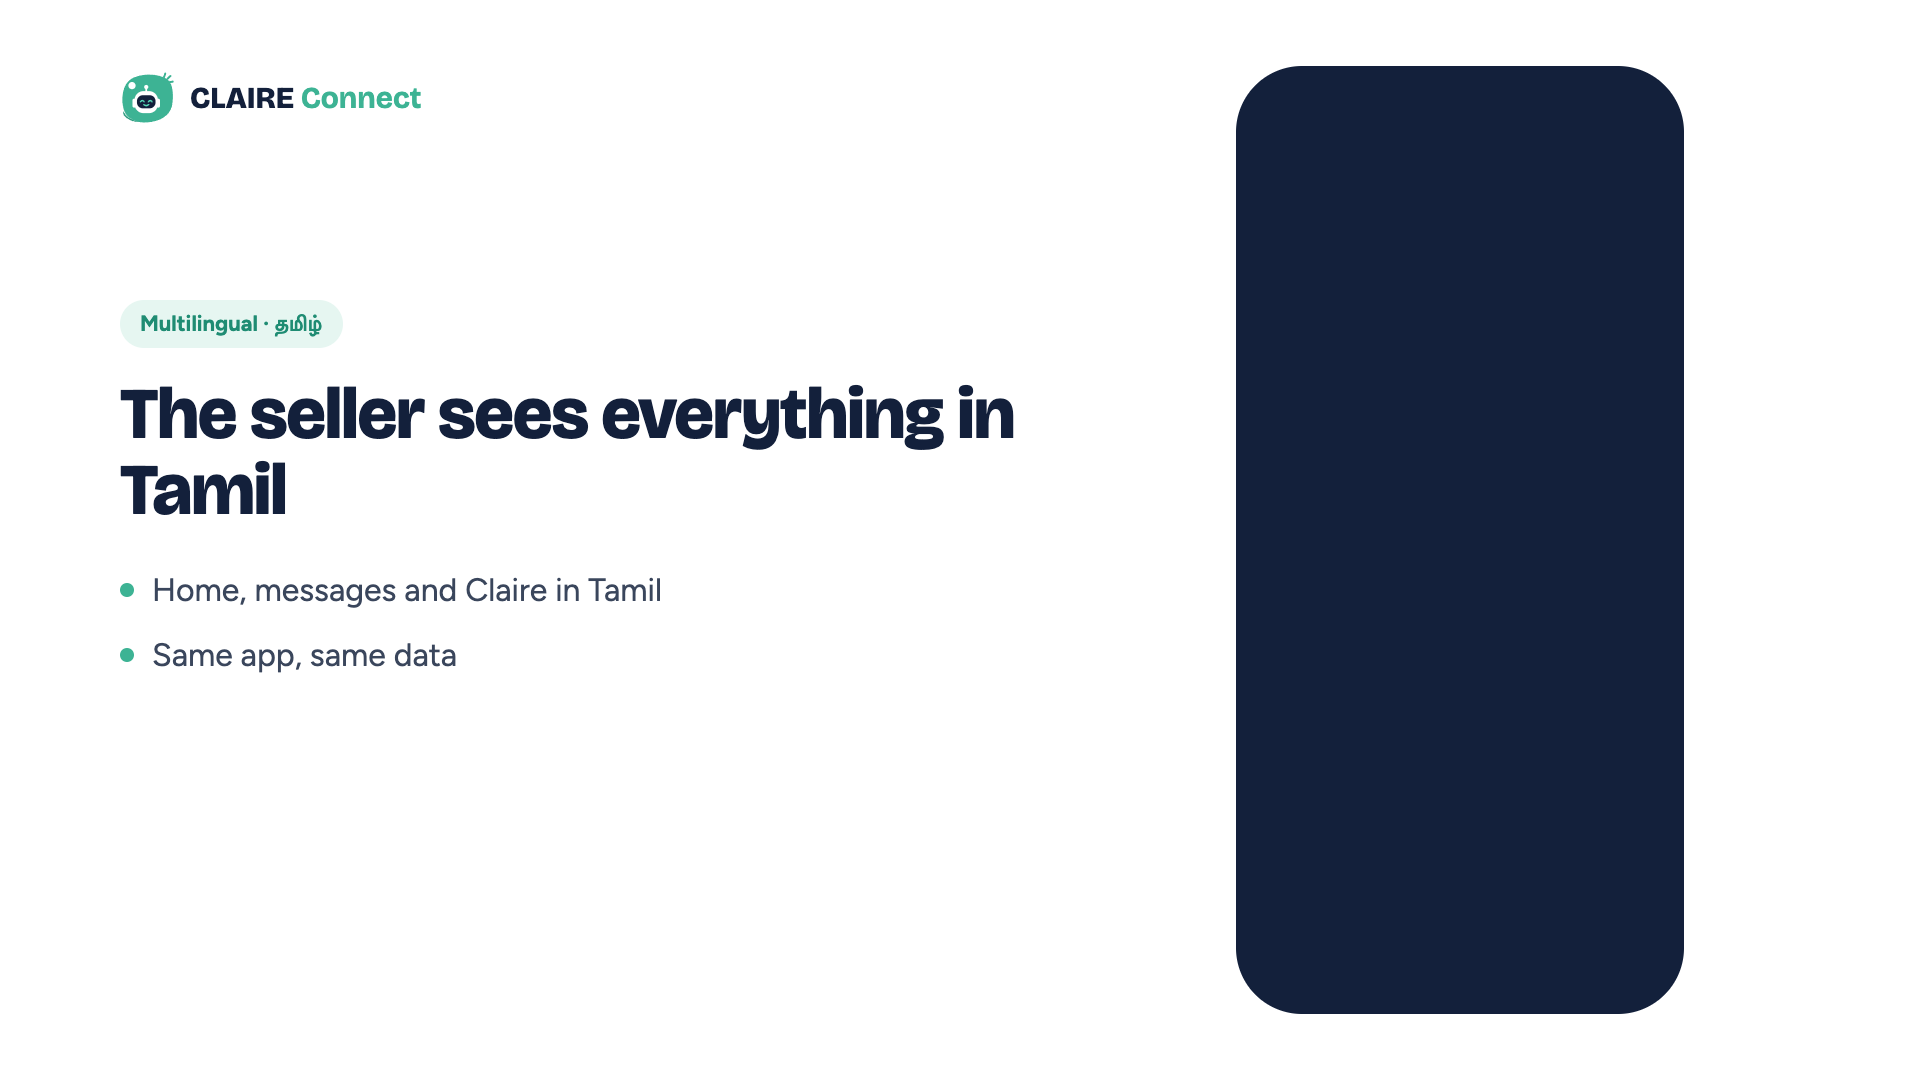 CLAIRE Connect
Multilingual · தமிழ்
The seller sees everything in
Tamil
Home, messages and Claire in Tamil
Same app, same data